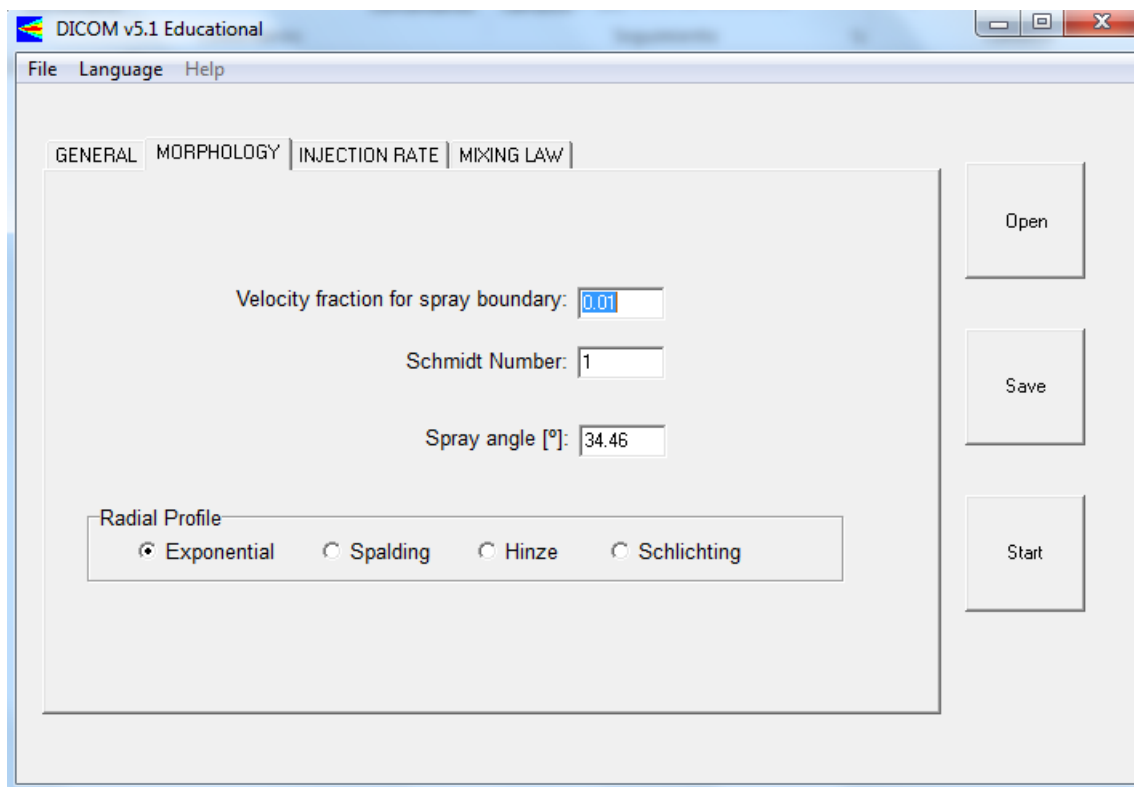 DICOM v5.1 Educational
File Language Help
GENERAL MORPHOLOGY INJECTION RATE MIXING LAW
Open
Velocity fraction for spray boundary: 0.01
Schmidt Number: 1
Save
Spray angle [º]: 34.46
Radial Profile
Exponential Spalding Hinze Schlichting
Start